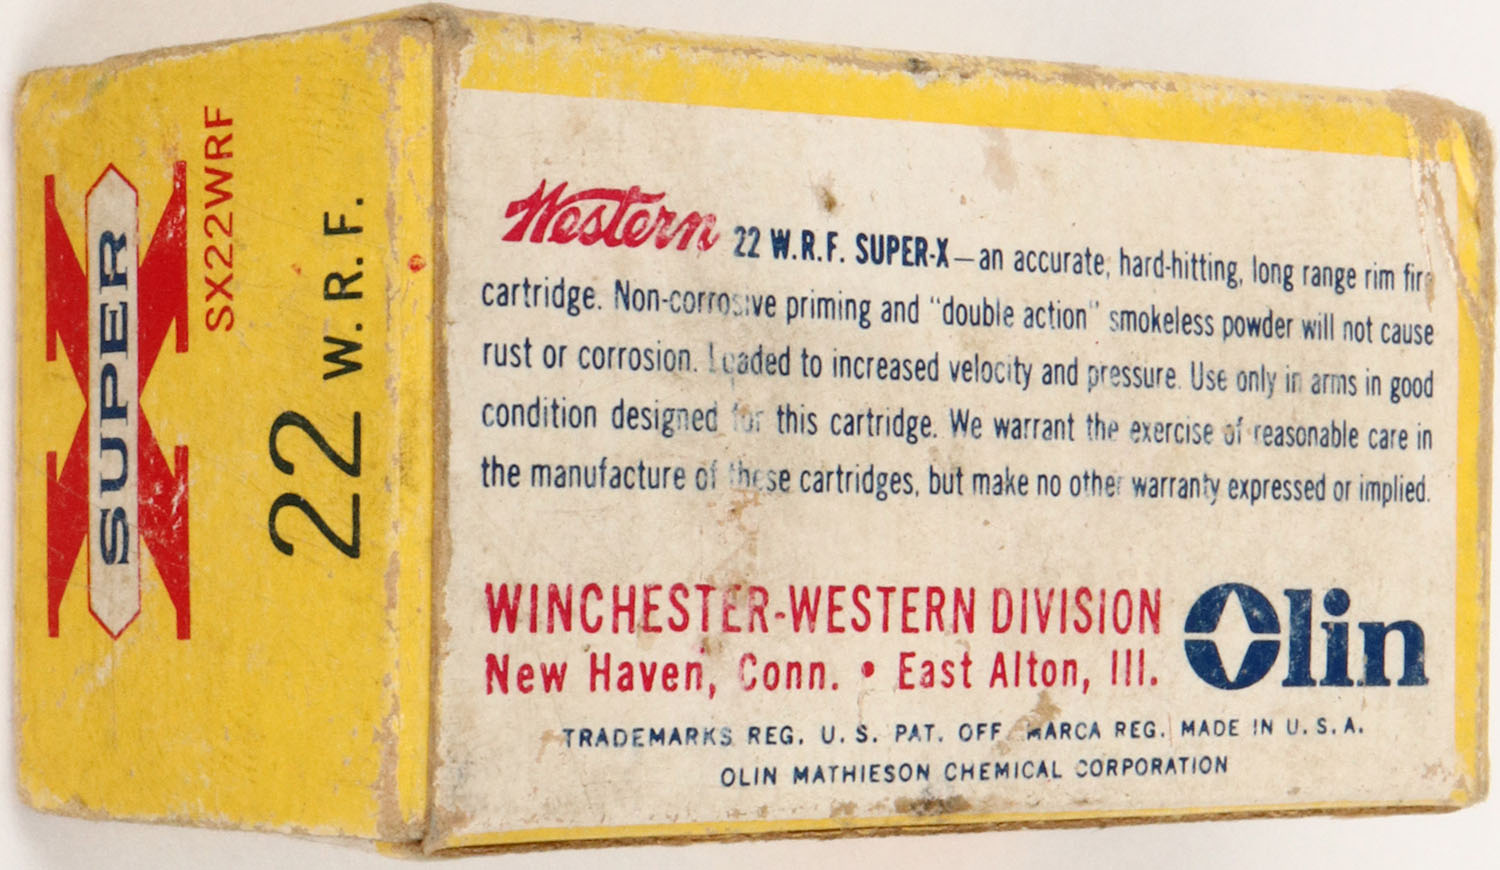 SUPER X
SX22WRF
22 W.R.F.
Western 22 W.R.F. SUPER-X—an accurate, hard-hitting, long range rim fire
cartridge. Non-corrosive priming and "double action" smokeless powder will not cause
rust or corrosion. Loaded to increased velocity and pressure. Use only in arms in good
condition designed for this cartridge. We warrant the exercise of reasonable care in
the manufacture of these cartridges, but make no other warranty expressed or implied.
WINCHESTER-WESTERN DIVISION
New Haven, Conn. • East Alton, Ill.
Olin
TRADEMARKS REG. U. S. PAT. OFF. MARCA REG. MADE IN U. S. A.
OLIN MATHIESON CHEMICAL CORPORATION